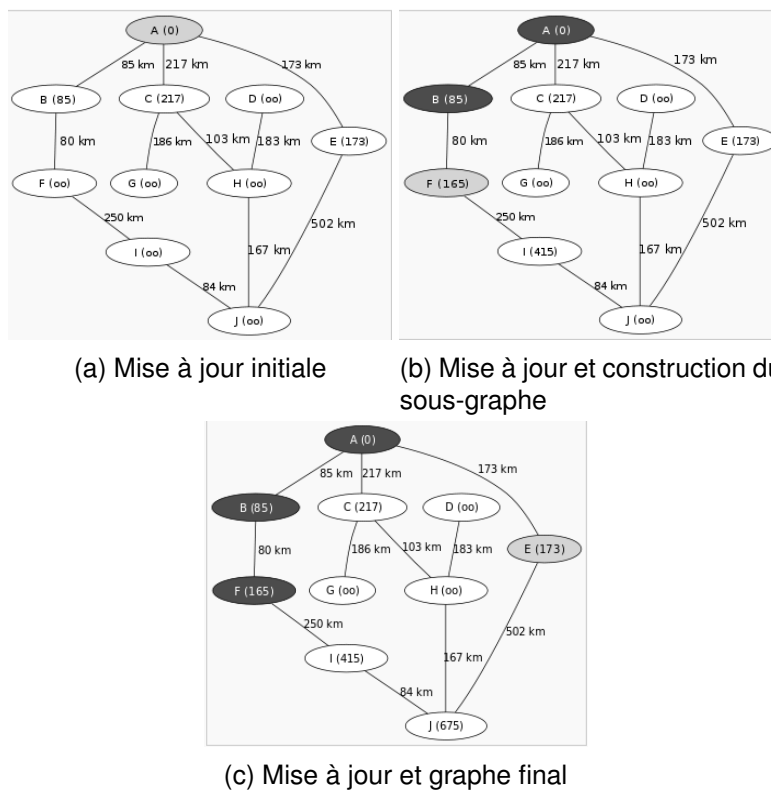 A (0)
85 km
217 km
173 km
B (85)
C (217)
D (oo)
80 km
186 km
103 km
183 km
E (173)
F (oo)
G (oo)
H (oo)
250 km
502 km
I (oo)
167 km
84 km
J (oo)
(a) Mise à jour initiale
A (0)
85 km
217 km
173 km
B (85)
C (217)
D (oo)
80 km
186 km
103 km
183 km
E (173)
F (165)
G (oo)
H (oo)
250 km
502 km
I (415)
167 km
84 km
J (oo)
(b) Mise à jour et construction du
sous-graphe
A (0)
85 km
217 km
173 km
B (85)
C (217)
D (oo)
80 km
186 km
103 km
183 km
E (173)
F (165)
G (oo)
H (oo)
250 km
502 km
I (415)
167 km
84 km
J (675)
(c) Mise à jour et graphe final